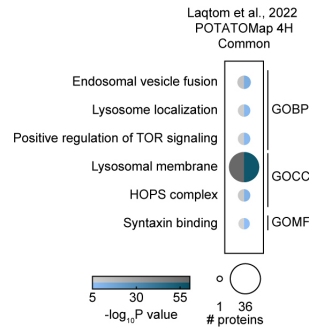 Laqtom et al., 2022
POTATOMap 4H
Common
Endosomal vesicle fusion
Lysosome localization
Positive regulation of TOR signaling
GOBP
Lysosomal membrane
HOPS complex
GOCC
Syntaxin binding
GOMF
5 30 55
-log10P value
1 36
# proteins